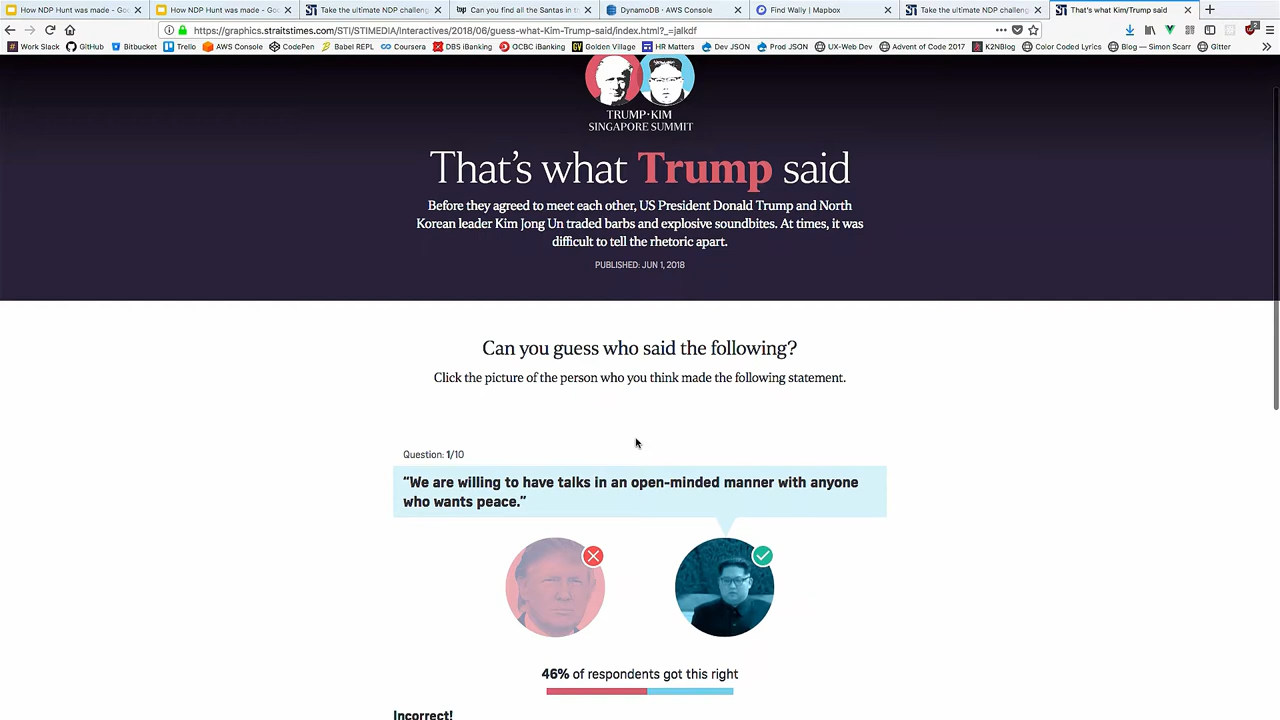 How NDP Hunt was made - Goo
How NDP Hunt was made - Goo
Take the ultimate NDP challeng
Can you find all the Santas in th
DynamoDB · AWS Console
Find Wally | Mapbox
Take the ultimate NDP challeng
That's what Kim/Trump said
https://graphics.straitstimes.com/STI/STIMEDIA/Interactives/2018/06/guess-what-Kim-Trump-said/index.html?_=jalkdf
Work Slack GitHub Bitbucket Trello AWS Console CodePen Babel REPL Coursera DBS iBanking OCBC iBanking Golden Village HR Matters Dev JSON Prod JSON UX-Web Dev Advent of Code 2017 K2NBlog Color Coded Lyrics Blog — Simon Scarr Gitter
TRUMP·KIM
SINGAPORE SUMMIT
That's what Trump said
Before they agreed to meet each other, US President Donald Trump and North
Korean leader Kim Jong Un traded barbs and explosive soundbites. At times, it was
difficult to tell the rhetoric apart.
PUBLISHED: JUN 1, 2018
Can you guess who said the following?
Click the picture of the person who you think made the following statement.
Question: 1/10
“We are willing to have talks in an open-minded manner with anyone
who wants peace.”
46% of respondents got this right
Incorrect!